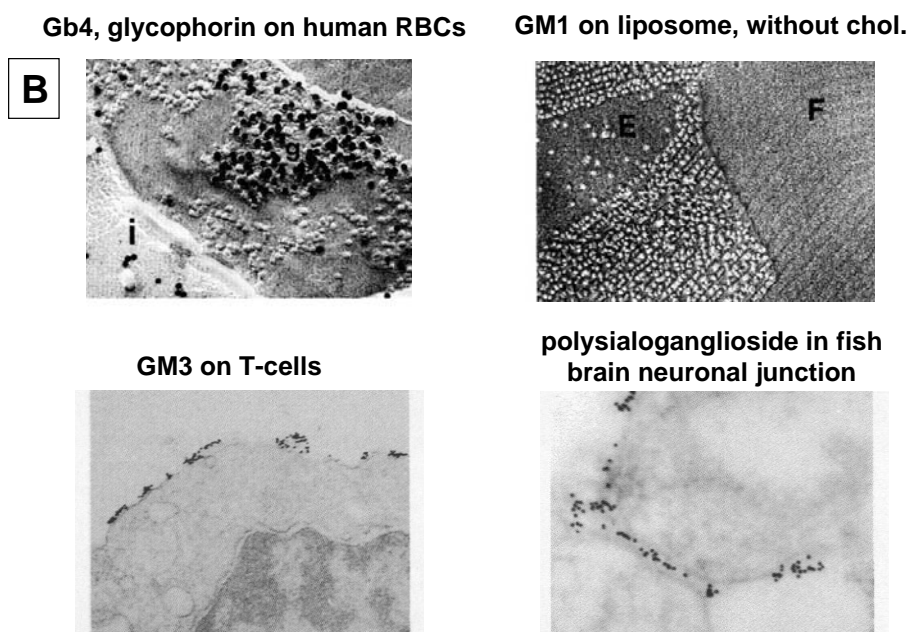 Gb4, glycophorin on human RBCs
GM1 on liposome, without chol.
B
g
i
E
F
GM3 on T-cells
polysialoganglioside in fish
brain neuronal junction